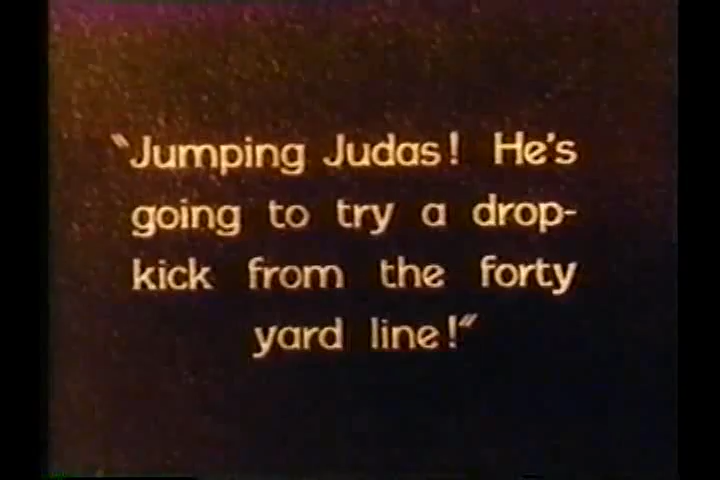 "Jumping Judas! He's
going to try a drop-
kick from the forty
yard line!"